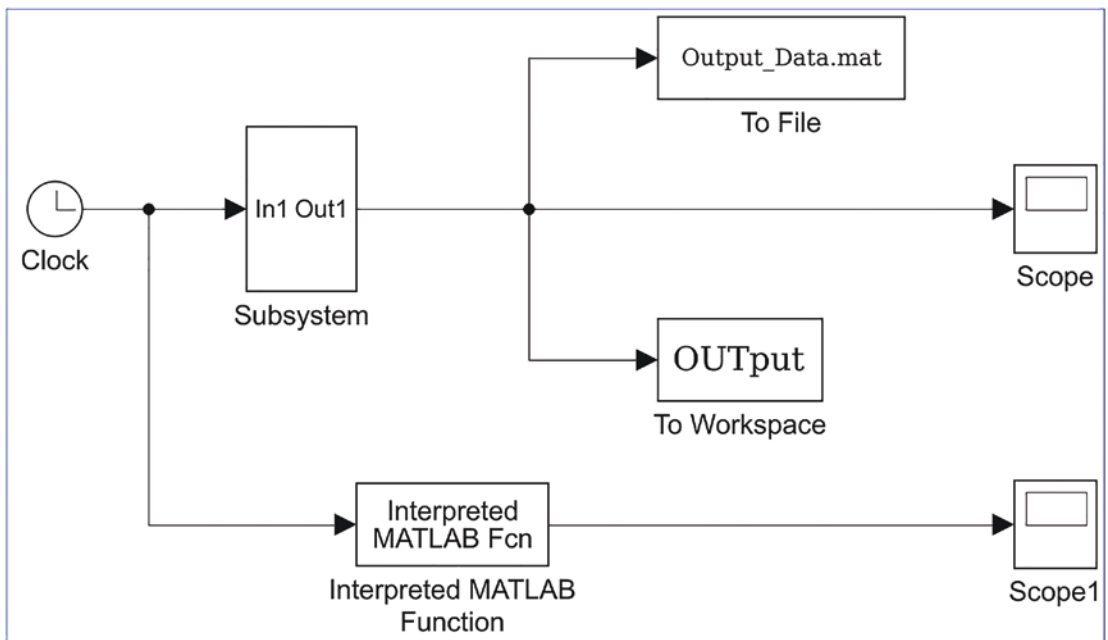 Output_Data.mat
To File
In1 Out1
Clock
Scope
Subsystem
OUTput
To Workspace
Interpreted
MATLAB Fcn
Interpreted MATLAB
Function
Scope1